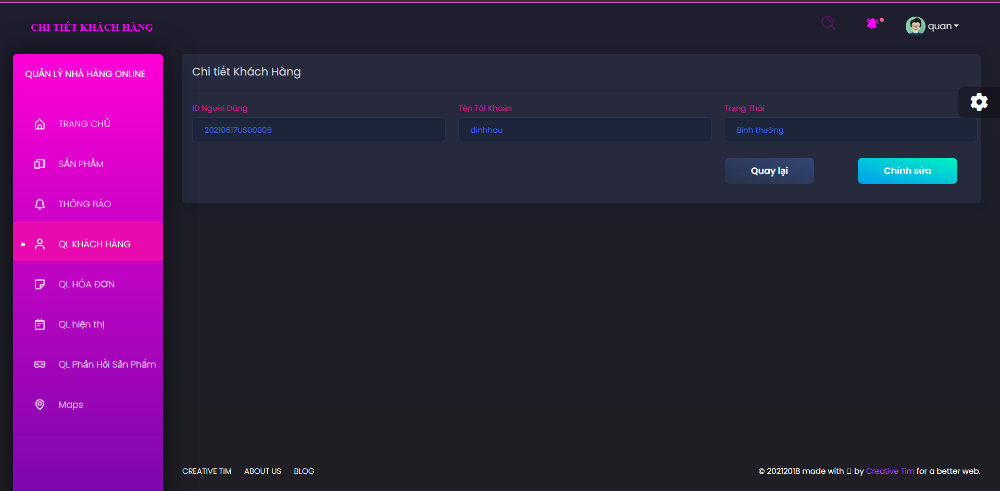 CHI TIẾT KHÁCH HÀNG
quan
QUẢN LÝ NHÀ HÀNG ONLINE
TRANG CHỦ
SẢN PHẨM
THÔNG BÁO
QL KHÁCH HÀNG
QL HÓA ĐƠN
QL hiện thị
QL Phản Hồi Sản Phẩm
Maps
Chi tiết Khách Hàng
ID Người Dùng
Tên Tài Khoản
Trạng Thái
20210617US00006
dinhhau
Bình thường
Quay lại
Chỉnh sửa
CREATIVE TIM
ABOUT US
BLOG
© 20212018 made with by Creative Tim for a better web.